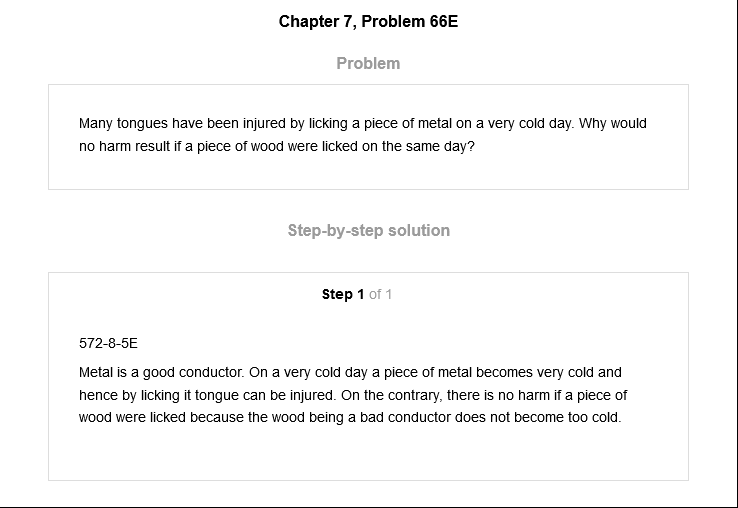 Chapter 7, Problem 66E
Problem
Many tongues have been injured by licking a piece of metal on a very cold day. Why would
no harm result if a piece of wood were licked on the same day?
Step-by-step solution
Step 1 of 1
572-8-5E
Metal is a good conductor. On a very cold day a piece of metal becomes very cold and
hence by licking it tongue can be injured. On the contrary, there is no harm if a piece of
wood were licked because the wood being a bad conductor does not become too cold.